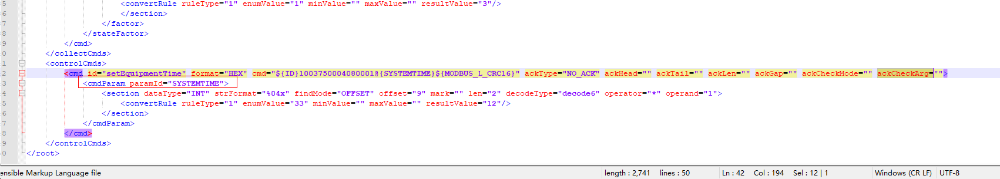 <convertRule ruleType="1" enumValue="1" minValue="" maxValue="" resultValue="3"/>
</section>
</factor>
</stateFactor>
</cmd>
</collectCmds>
<controlCmds>
<cmd id="setEquipmentTime" format="HEX" cmd="${ID}1003750004080001@{SYSTEMTIME}${MODBUS_L_CRC16}" ackType="NO_ACK" ackHead="" ackTail="" ackLen="" ackGap="" ackCheckMode="" ackCheckArg="">
<cmdParam paramId="SYSTEMTIME">
<section dataType="INT" strFormat="%04x" findMode="OFFSET" offset="9" mark="" len="2" decodeType="decode6" operator="*" operand="1">
<convertRule ruleType="1" enumValue="33" minValue="" maxValue="" resultValue="12"/>
</section>
</cmdParam>
</cmd>
</controlCmds>
</root>
ensible Markup Language file length : 2,741 lines : 50 Ln : 42 Col : 194 Sel : 12 | 1 Windows (CR LF) UTF-8